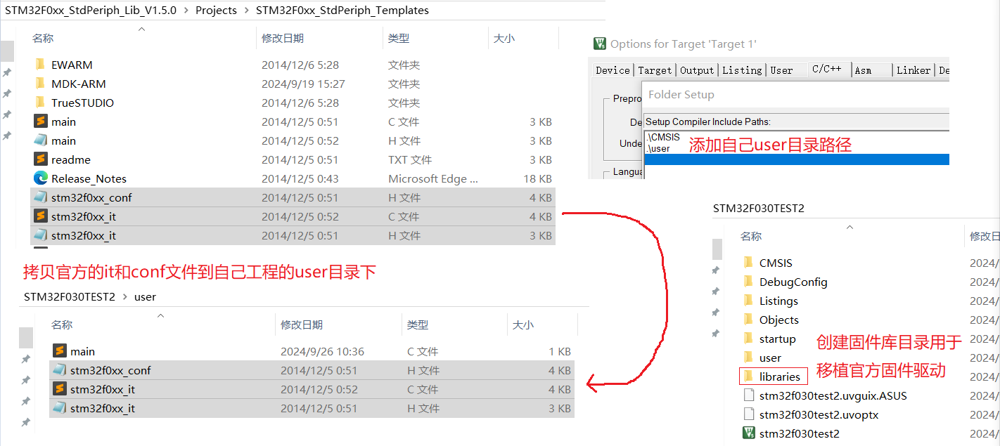 STM32F0xx_StdPeriph_Lib_V1.5.0 > Projects > STM32F0xx_StdPeriph_Templates
名称 修改日期 类型 大小
EWARM 2014/12/6 5:28 文件夹
MDK-ARM 2024/9/19 15:27 文件夹
TrueSTUDIO 2014/12/6 5:28 文件夹
main 2014/12/5 0:51 C 文件 3 KB
main 2014/12/5 0:52 H 文件 3 KB
readme 2014/12/5 0:51 TXT 文件 3 KB
Release_Notes 2014/12/5 0:43 Microsoft Edge ... 18 KB
stm32f0xx_conf 2014/12/5 0:51 H 文件 4 KB
stm32f0xx_it 2014/12/5 0:52 C 文件 4 KB
stm32f0xx_it 2014/12/5 0:51 H 文件 3 KB
拷贝官方的it和conf文件到自己工程的user目录下
STM32F030TEST2 > user
名称 修改日期 类型 大小
main 2024/9/26 10:36 C 文件 1 KB
stm32f0xx_conf 2014/12/5 0:51 H 文件 4 KB
stm32f0xx_it 2014/12/5 0:52 C 文件 4 KB
stm32f0xx_it 2014/12/5 0:51 H 文件 3 KB
Options for Target 'Target 1'
Device Target Output Listing User C/C++ Asm Linker De
Prepro
Folder Setup
De
Setup Compiler Include Paths:
Unde
.\CMSIS
.\user
添加自己user目录路径
Langua
STM32F030TEST2
名称 修改日
CMSIS 2024/
DebugConfig 2024/
Listings 2024/
Objects 2024/
startup 2024/
user 2024/
libraries 2024/
创建固件库目录用于
移植官方固件驱动
stm32f030test2.uvguix.ASUS 2024/
stm32f030test2.uvoptx 2024/
stm32f030test2 2024/